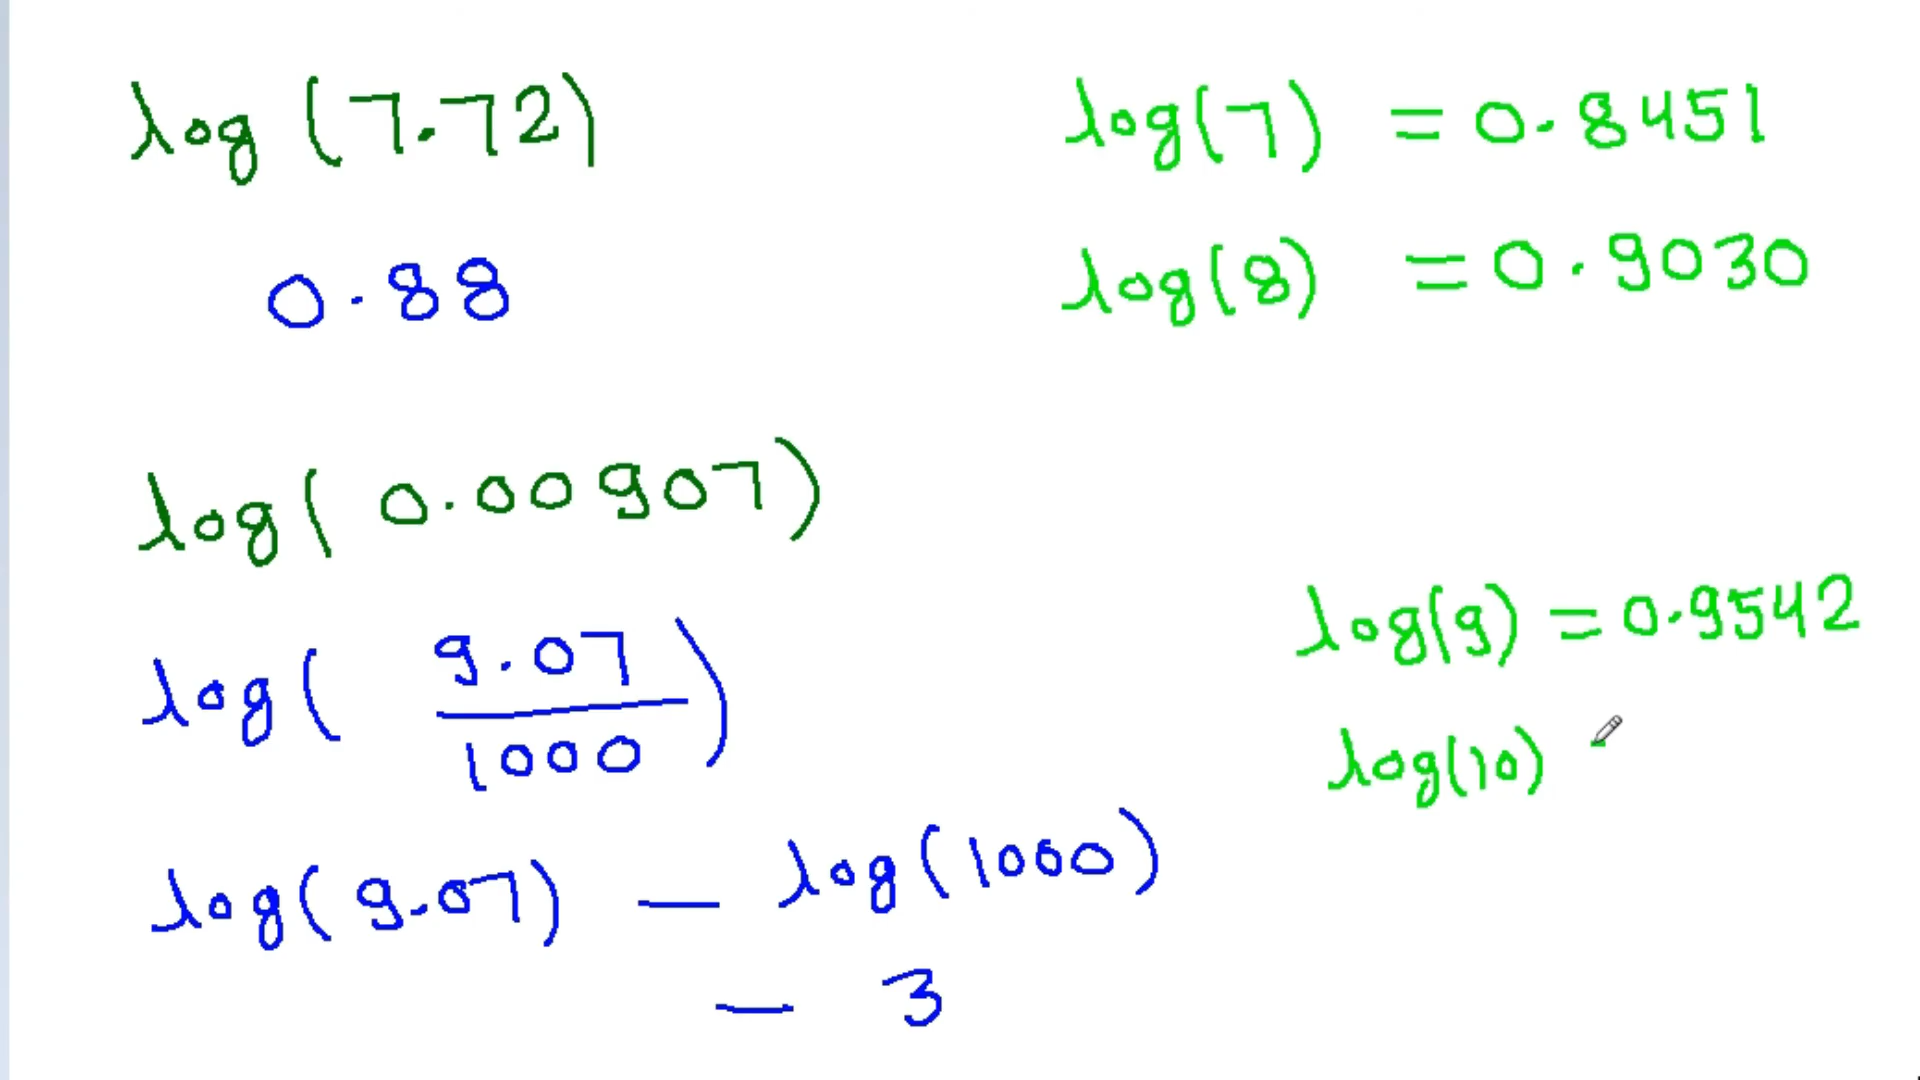 log(7.72)
0.88
log(7) = 0.8451
log(8) = 0.9030
log(0.00907)
log(9.07/1000)
log(9.07) — log(1000)
— 3
log(9) = 0.9542
log(10)